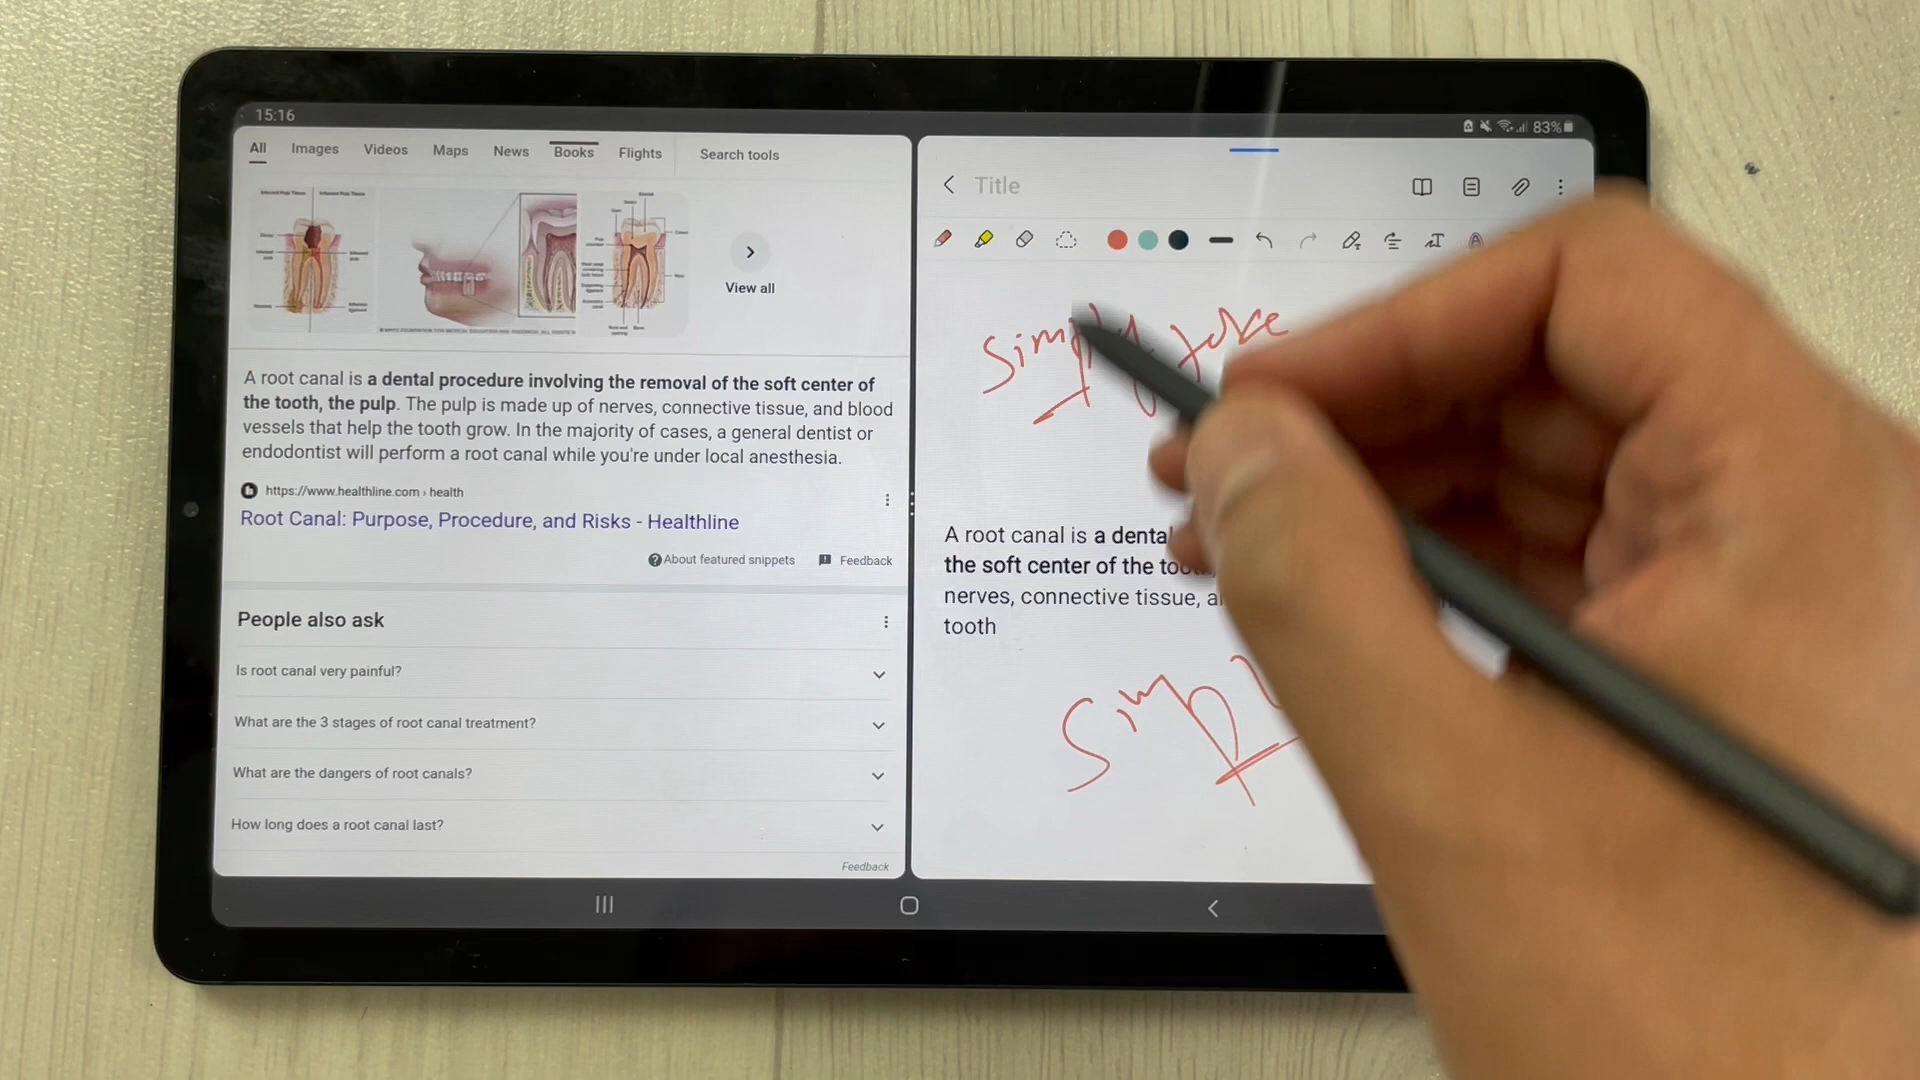 15:16
83%
All Images Videos Maps News Books Flights Search tools
View all
A root canal is a dental procedure involving the removal of the soft center of
the tooth, the pulp. The pulp is made up of nerves, connective tissue, and blood
vessels that help the tooth grow. In the majority of cases, a general dentist or
endodontist will perform a root canal while you're under local anesthesia.
https://www.healthline.com › health
Root Canal: Purpose, Procedure, and Risks - Healthline
About featured snippets Feedback
People also ask
Is root canal very painful?
What are the 3 stages of root canal treatment?
What are the dangers of root canals?
How long does a root canal last?
Feedback
Title
Simply take
A root canal is a denta
the soft center of the
nerves, connective tissue,
tooth
Simpl